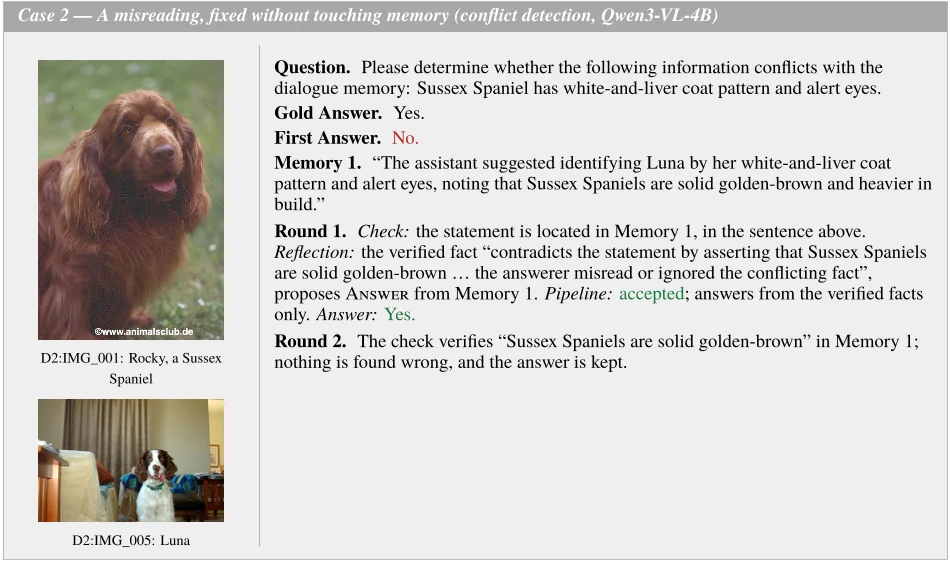 Case 2 — A misreading, fixed without touching memory (conflict detection, Qwen3-VL-4B)
©www.animalsclub.de
D2:IMG_001: Rocky, a Sussex
Spaniel
D2:IMG_005: Luna
Question. Please determine whether the following information conflicts with the
dialogue memory: Sussex Spaniel has white-and-liver coat pattern and alert eyes.
Gold Answer. Yes.
First Answer. No.
Memory 1. “The assistant suggested identifying Luna by her white-and-liver coat
pattern and alert eyes, noting that Sussex Spaniels are solid golden-brown and heavier in
build.”
Round 1. Check: the statement is located in Memory 1, in the sentence above.
Reflection: the verified fact “contradicts the statement by asserting that Sussex Spaniels
are solid golden-brown … the answerer misread or ignored the conflicting fact”,
proposes ANSWER from Memory 1. Pipeline: accepted; answers from the verified facts
only. Answer: Yes.
Round 2. The check verifies “Sussex Spaniels are solid golden-brown” in Memory 1;
nothing is found wrong, and the answer is kept.